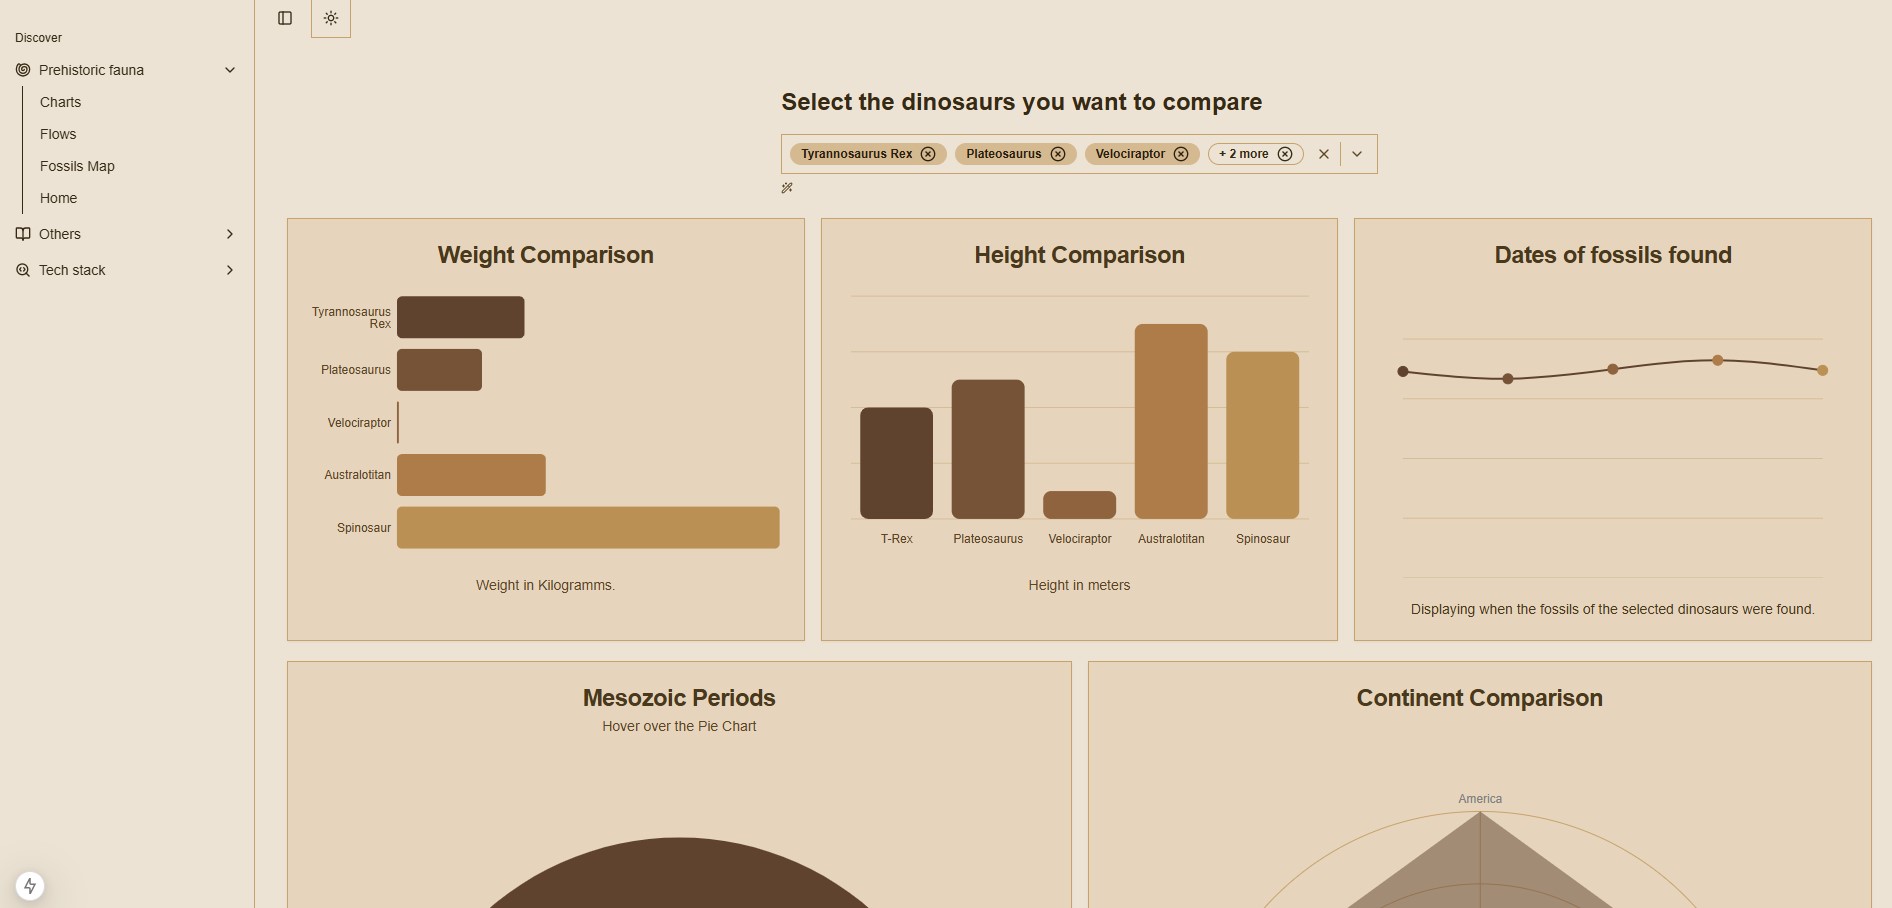 Discover
Prehistoric fauna
Charts
Flows
Fossils Map
Home
Others
Tech stack
Select the dinosaurs you want to compare
Tyrannosaurus Rex
Plateosaurus
Velociraptor
+ 2 more
Weight Comparison
Tyrannosaurus
Rex
Plateosaurus
Velociraptor
Australotitan
Spinosaur
Weight in Kilogramms.
Height Comparison
T-Rex
Plateosaurus
Velociraptor
Australotitan
Spinosaur
Height in meters
Dates of fossils found
Displaying when the fossils of the selected dinosaurs were found.
Mesozoic Periods
Hover over the Pie Chart
Continent Comparison
America